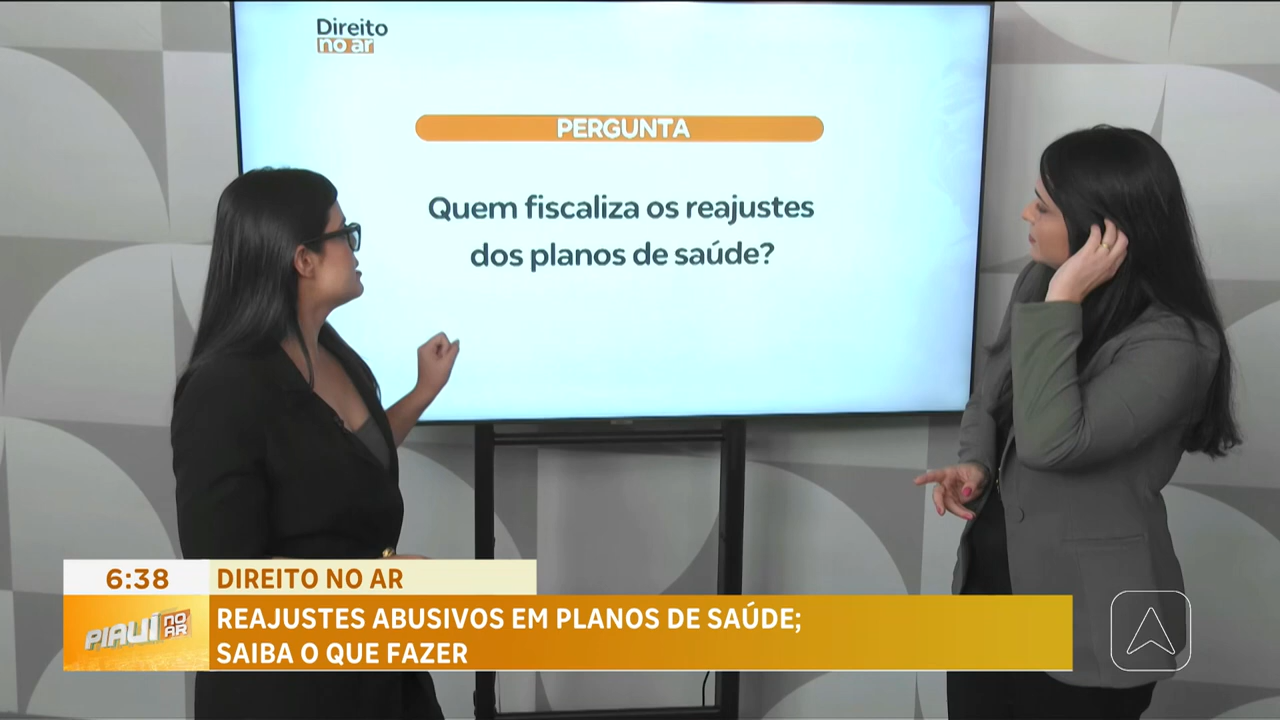 Direito
no ar
PERGUNTA
Quem fiscaliza os reajustes
dos planos de saúde?
6:38
DIREITO NO AR
PIAUÍ NO AR
REAJUSTES ABUSIVOS EM PLANOS DE SAÚDE;
SAIBA O QUE FAZER